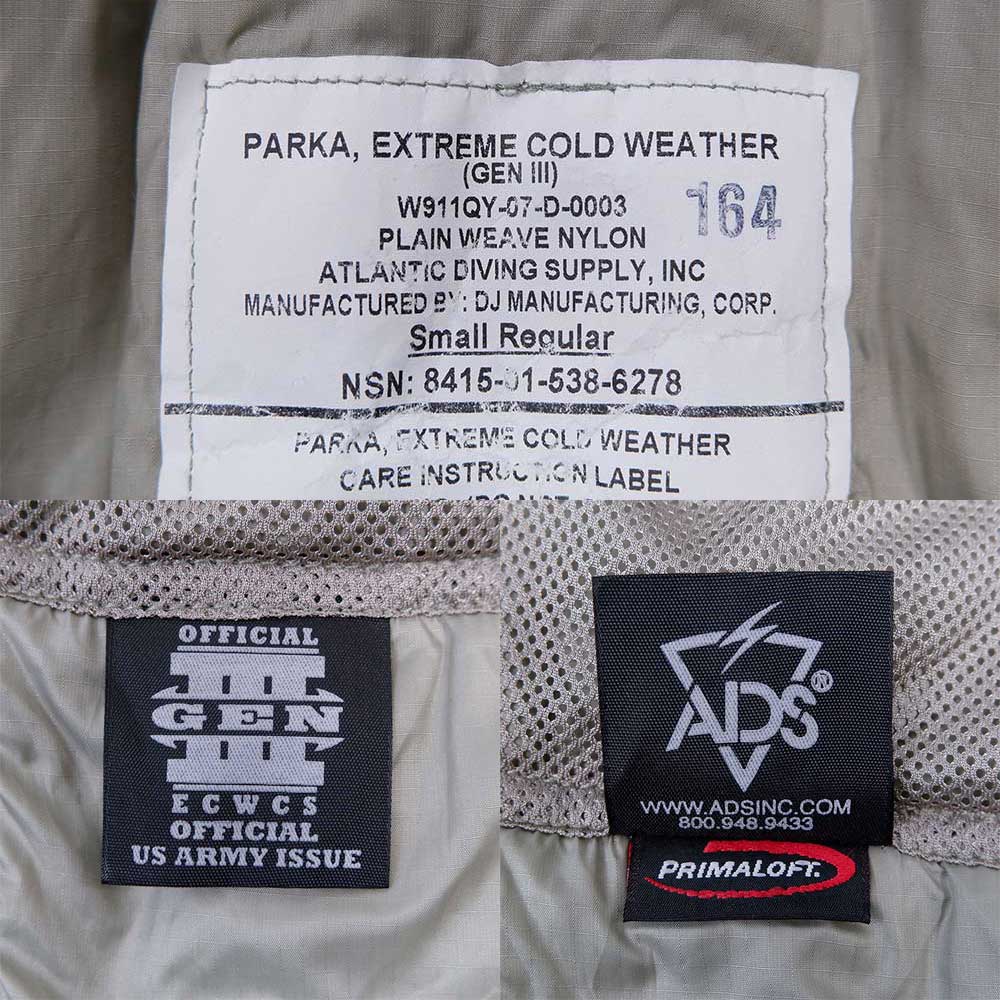 PARKA, EXTREME COLD WEATHER
(GEN III)
W911QY-07-D-0003
164
PLAIN WEAVE NYLON
ATLANTIC DIVING SUPPLY, INC
MANUFACTURED BY: DJ MANUFACTURING, CORP.
Small Regular
NSN: 8415-01-538-6278
PARKA, EXTREME COLD WEATHER
CARE INSTRUCTION LABEL
OFFICIAL
III
GEN
III
ECWCS
OFFICIAL
US ARMY ISSUE
ADS®
WWW.ADSINC.COM
800.948.9433
PRIMALOFT.